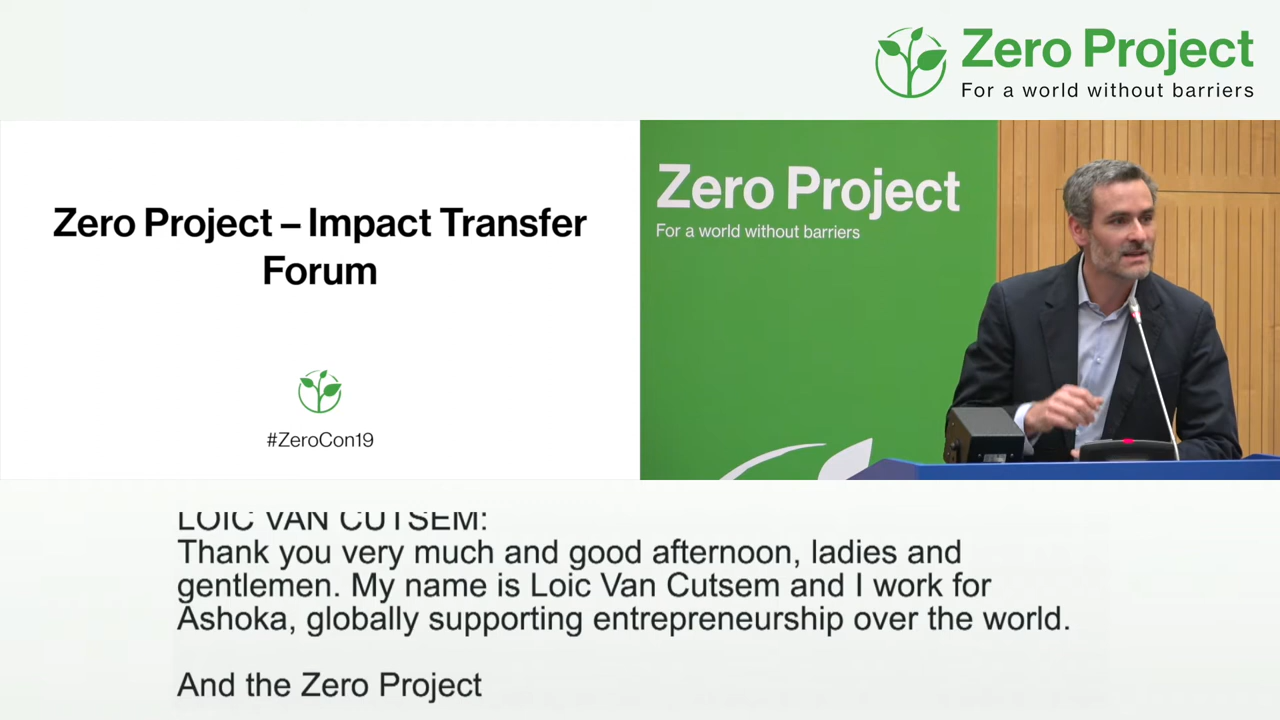 Zero Project
For a world without barriers
Zero Project – Impact Transfer
Forum
#ZeroCon19
Zero Project
For a world without barriers
LOIC VAN CUTSEM:
Thank you very much and good afternoon, ladies and
gentlemen. My name is Loic Van Cutsem and I work for
Ashoka, globally supporting entrepreneurship over the world.
And the Zero Project